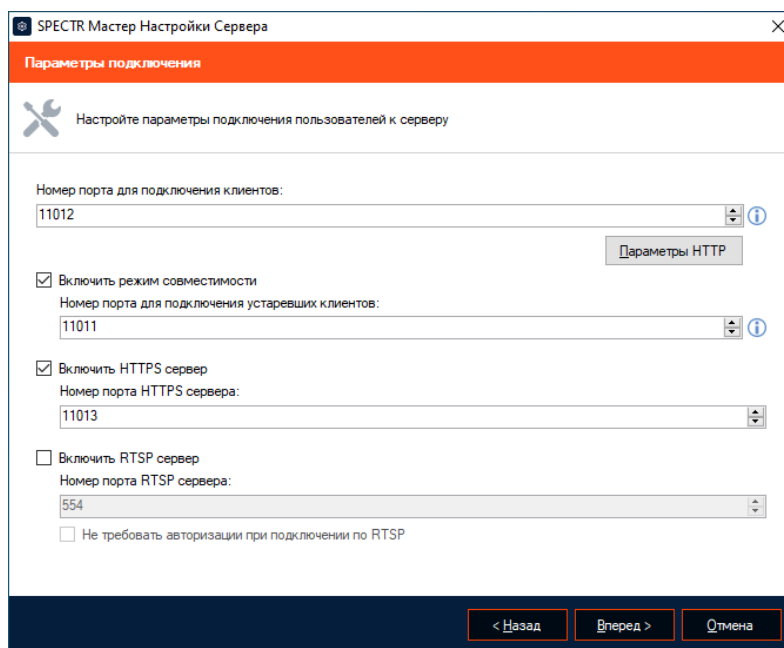 SPECTR Мастер Настройки Сервера
Параметры подключения
Настройте параметры подключения пользователей к серверу
Номер порта для подключения клиентов:
11012
Параметры HTTP
Включить режим совместимости
Номер порта для подключения устаревших клиентов:
11011
Включить HTTPS сервер
Номер порта HTTPS сервера:
11013
Включить RTSP сервер
Номер порта RTSP сервера:
554
Не требовать авторизации при подключении по RTSP
< Назад Вперед > Отмена